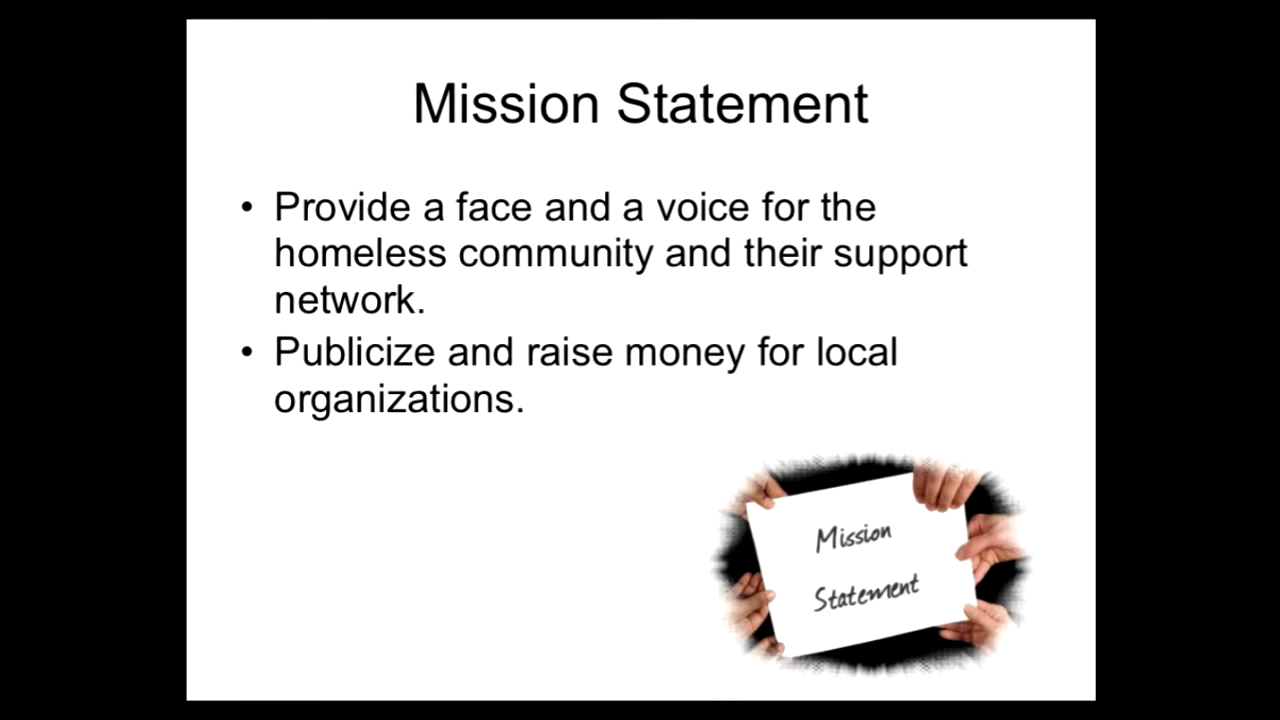 Mission Statement
• Provide a face and a voice for the
homeless community and their support
network.
• Publicize and raise money for local
organizations.
Mission
Statement